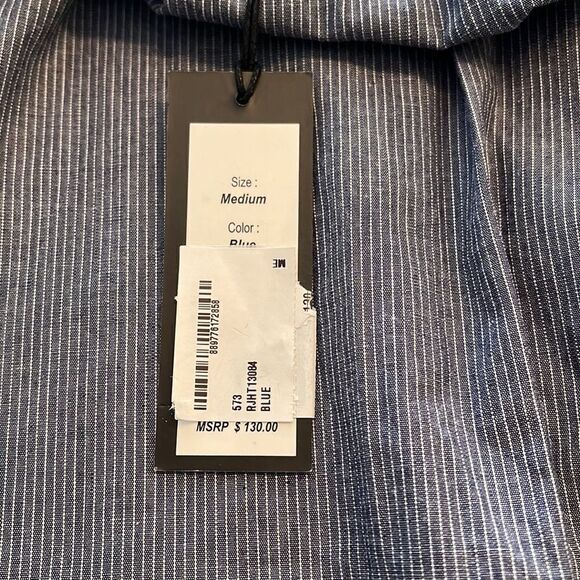 Size :
Medium
Color :
Blue
ME
889776172858
573
RJHT13084
BLUE
MSRP $ 130.00